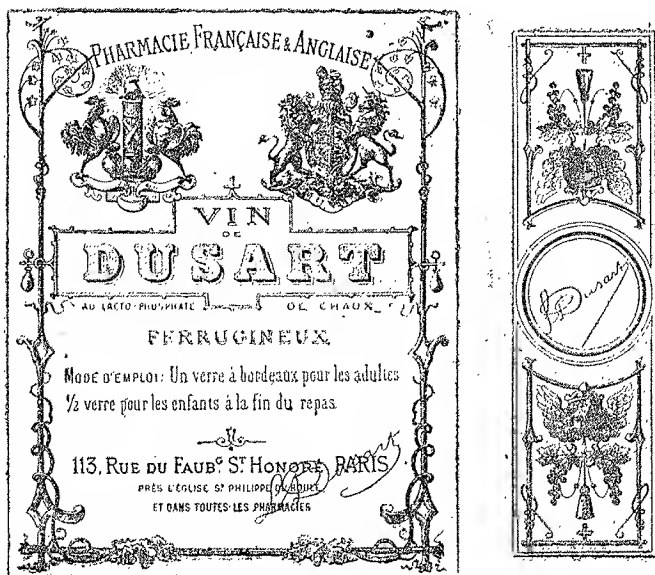 PHARMACIE FRANÇAISE & ANGLAISE
VIN
DE
DUSART
AU LACTO-PHOSPHATE DE CHAUX
FERRUGINEUX
MODE D'EMPLOI: Un verre à bordeaux pour les adultes
½ verre pour les enfants à la fin du repas.
113, RUE DU FAUBG. ST HONORÉ, PARIS
PRÈS L'ÉGLISE ST PHILIPPE DU ROULE
ET DANS TOUTES LES PHARMACIES
Dusart
Dusart